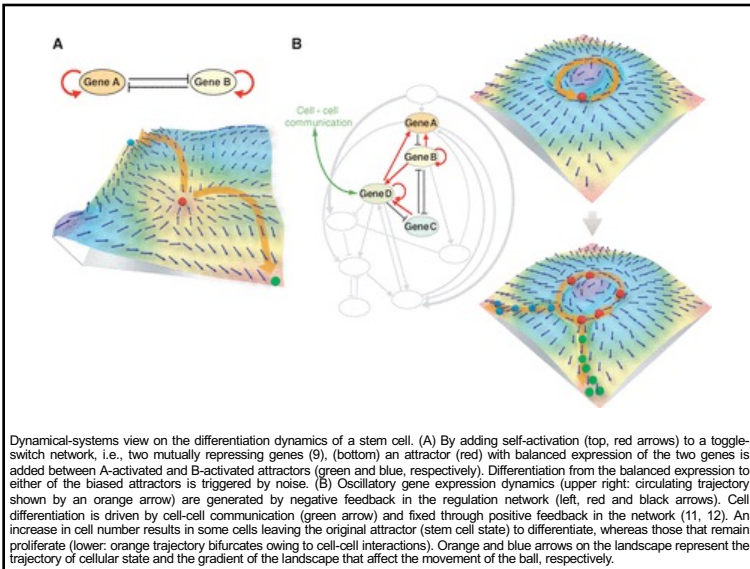 A
B
Gene A
Gene B
Cell - cell
communication
Gene A
Gene B
Gene D
Gene C
Dynamical-systems view on the differentiation dynamics of a stem cell. (A) By adding self-activation (top, red arrows) to a toggle-
switch network, i.e., two mutually repressing genes (9), (bottom) an attractor (red) with balanced expression of the two genes is
added between A-activated and B-activated attractors (green and blue, respectively). Differentiation from the balanced expression to
either of the biased attractors is triggered by noise. (B) Oscillatory gene expression dynamics (upper right: circulating trajectory
shown by an orange arrow) are generated by negative feedback in the regulation network (left, red and black arrows). Cell
differentiation is driven by cell-cell communication (green arrow) and fixed through positive feedback in the network (11, 12). An
increase in cell number results in some cells leaving the original attractor (stem cell state) to differentiate, whereas those that remain
proliferate (lower: orange trajectory bifurcates owing to cell-cell interactions). Orange and blue arrows on the landscape represent the
trajectory of cellular state and the gradient of the landscape that affect the movement of the ball, respectively.